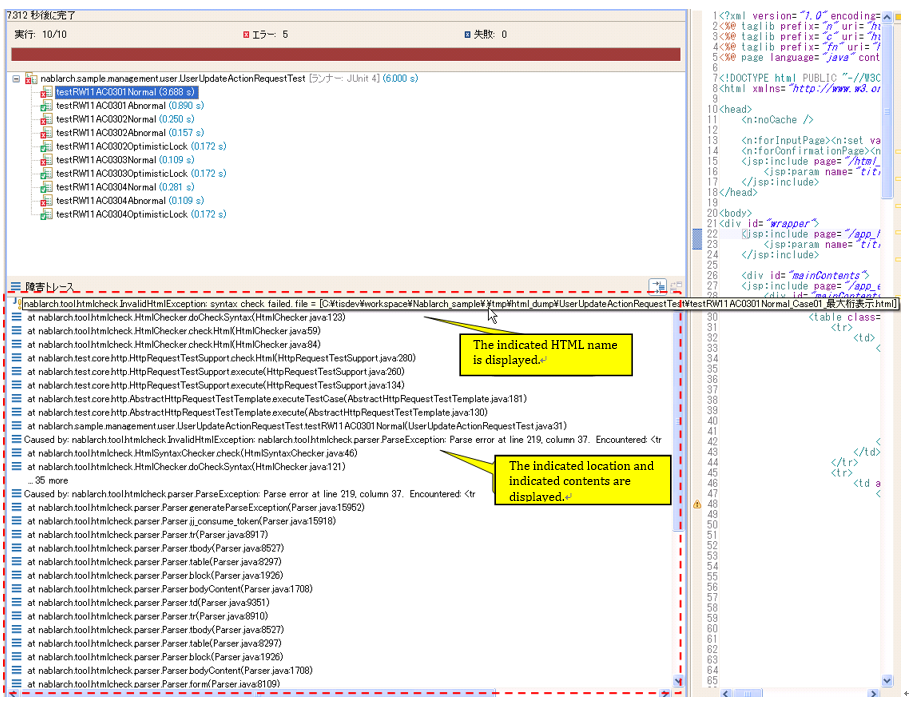 7.312 秒後に完了
実行: 10/10
エラー: 5
失敗: 0
nablarch.sample.management.user.UserUpdateActionRequestTest [ランナー: JUnit 4] (6.000 s)
testRW11AC0301Normal (3.688 s)
testRW11AC0301Abnormal (0.890 s)
testRW11AC0302Normal (0.250 s)
testRW11AC0302Abnormal (0.157 s)
testRW11AC0302OptimisticLock (0.172 s)
testRW11AC0303Normal (0.109 s)
testRW11AC0303OptimisticLock (0.172 s)
testRW11AC0304Normal (0.281 s)
testRW11AC0304Abnormal (0.109 s)
testRW11AC0304OptimisticLock (0.172 s)
障害トレース
nablarch.tool.htmlcheck.InvalidHtmlException: syntax check failed. file = [C:¥tisdev¥workspace¥Nablarch_sample¥.¥tmp¥html_dump¥UserUpdateActionRequestTest¥testRW11AC0301Normal_Case01_最大桁表示.html]
at nablarch.tool.htmlcheck.HtmlChecker.doCheckSyntax(HtmlChecker.java:123)
at nablarch.tool.htmlcheck.HtmlChecker.checkHtml(HtmlChecker.java:59)
at nablarch.tool.htmlcheck.HtmlChecker.checkHtml(HtmlChecker.java:84)
at nablarch.test.core.http.HttpRequestTestSupport.checkHtml(HttpRequestTestSupport.java:280)
at nablarch.test.core.http.HttpRequestTestSupport.execute(HttpRequestTestSupport.java:260)
at nablarch.test.core.http.HttpRequestTestSupport.execute(HttpRequestTestSupport.java:134)
at nablarch.test.core.http.AbstractHttpRequestTestTemplate.executeTestCase(AbstractHttpRequestTestTemplate.java:181)
at nablarch.test.core.http.AbstractHttpRequestTestTemplate.execute(AbstractHttpRequestTestTemplate.java:130)
at nablarch.sample.management.user.UserUpdateActionRequestTest.testRW11AC0301Normal(UserUpdateActionRequestTest.java:31)
Caused by: nablarch.tool.htmlcheck.InvalidHtmlException: nablarch.tool.htmlcheck.parser.ParseException: Parse error at line 219, column 37. Encountered: <tr
at nablarch.tool.htmlcheck.HtmlSyntaxChecker.check(HtmlSyntaxChecker.java:46)
at nablarch.tool.htmlcheck.HtmlChecker.doCheckSyntax(HtmlChecker.java:121)
... 35 more
Caused by: nablarch.tool.htmlcheck.parser.ParseException: Parse error at line 219, column 37. Encountered: <tr
at nablarch.tool.htmlcheck.parser.Parser.generateParseException(Parser.java:15952)
at nablarch.tool.htmlcheck.parser.Parser.jj_consume_token(Parser.java:15918)
at nablarch.tool.htmlcheck.parser.Parser.tr(Parser.java:8917)
at nablarch.tool.htmlcheck.parser.Parser.tbody(Parser.java:8527)
at nablarch.tool.htmlcheck.parser.Parser.table(Parser.java:8297)
at nablarch.tool.htmlcheck.parser.Parser.block(Parser.java:1926)
at nablarch.tool.htmlcheck.parser.Parser.bodyContent(Parser.java:1708)
at nablarch.tool.htmlcheck.parser.Parser.td(Parser.java:9351)
at nablarch.tool.htmlcheck.parser.Parser.tr(Parser.java:8910)
at nablarch.tool.htmlcheck.parser.Parser.tbody(Parser.java:8527)
at nablarch.tool.htmlcheck.parser.Parser.table(Parser.java:8297)
at nablarch.tool.htmlcheck.parser.Parser.block(Parser.java:1926)
at nablarch.tool.htmlcheck.parser.Parser.bodyContent(Parser.java:1708)
at nablarch.tool.htmlcheck.parser.Parser.form(Parser.java:8109)
The indicated HTML name
is displayed.
The indicated location and
indicated contents are
displayed.
1 <?xml version="1.0" encoding=
2 <%@ taglib prefix="n" uri=
3 <%@ taglib prefix="c" uri=
4 <%@ taglib prefix="fn" uri=
5 <%@ page language="java" cont
6
7 <!DOCTYPE html PUBLIC "-//W3C
8 <html xmlns="http://www.w3.or
9
10 <head>
11 <n:noCache />
12
13 <n:forInputPage><n:set va
14 <n:forConfirmationPage><n
15 <jsp:include page="/html_
16 <jsp:param name="tit
17 </jsp:include>
18 </head>
19
20 <body>
21 <div id="wrapper">
22 <jsp:include page="/app_h
23 <jsp:param name="tit
24 </jsp:include>
25
26 <div id="mainContents">
27 <jsp:include page="/app_e
28 <div id="mainContents
30 <table class=
31 <tr>
32 <td>
33 <
34
35
36
37
38
39
40
41
42 <
43 </td>
44 </tr>
45 <tr>
46 <td a
47 <
48
49
50
51
52
53
54
55
56
57
58
59
60
61
62
63
64
65